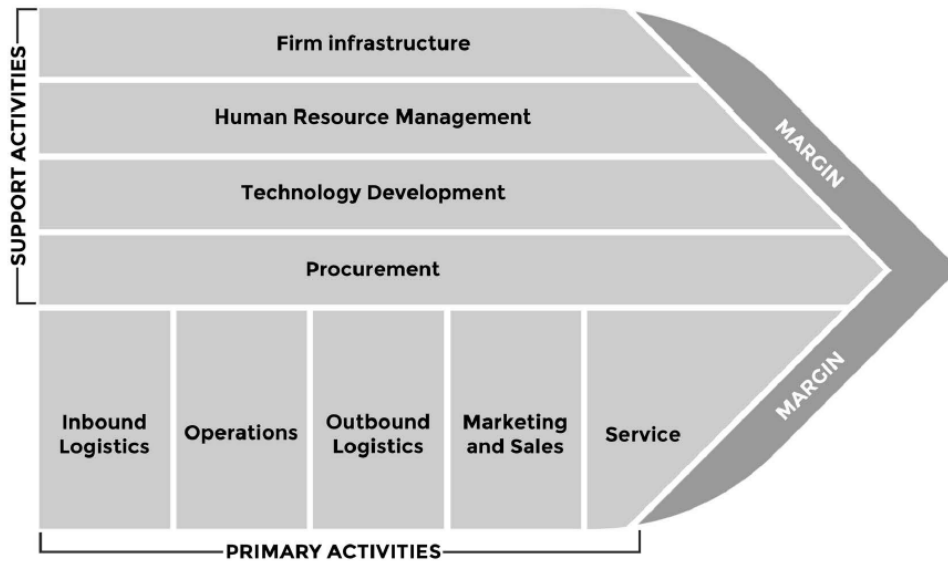 SUPPORT ACTIVITIES
Firm infrastructure
Human Resource Management
Technology Development
Procurement
MARGIN
MARGIN
Inbound
Logistics
Operations
Outbound
Logistics
Marketing
and Sales
Service
PRIMARY ACTIVITIES